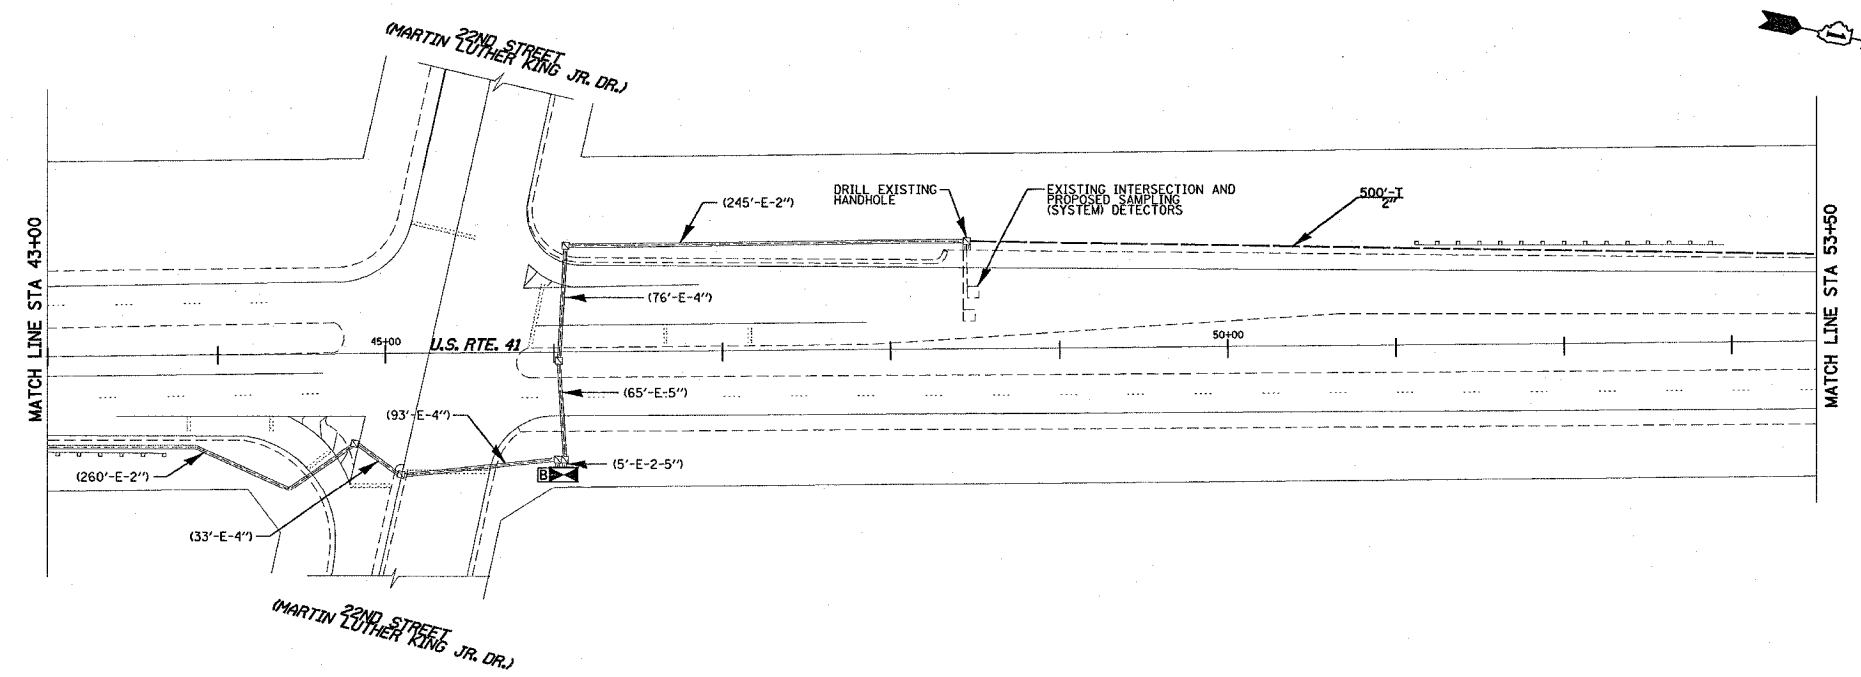 22ND STREET
(MARTIN LUTHER KING JR. DR.)
DRILL EXISTING
HANDHOLE
EXISTING INTERSECTION AND
PROPOSED SAMPLING
(SYSTEM) DETECTORS
500'-T
2"
(245'-E-2")
(76'-E-4")
MATCH LINE STA 43+00
45+00
U.S. RTE. 41
50+00
MATCH LINE STA 53+50
(65'-E-5")
(93'-E-4")
(5'-E-2-5")
B
(260'-E-2")
(33'-E-4")
22ND STREET
(MARTIN LUTHER KING JR. DR.)